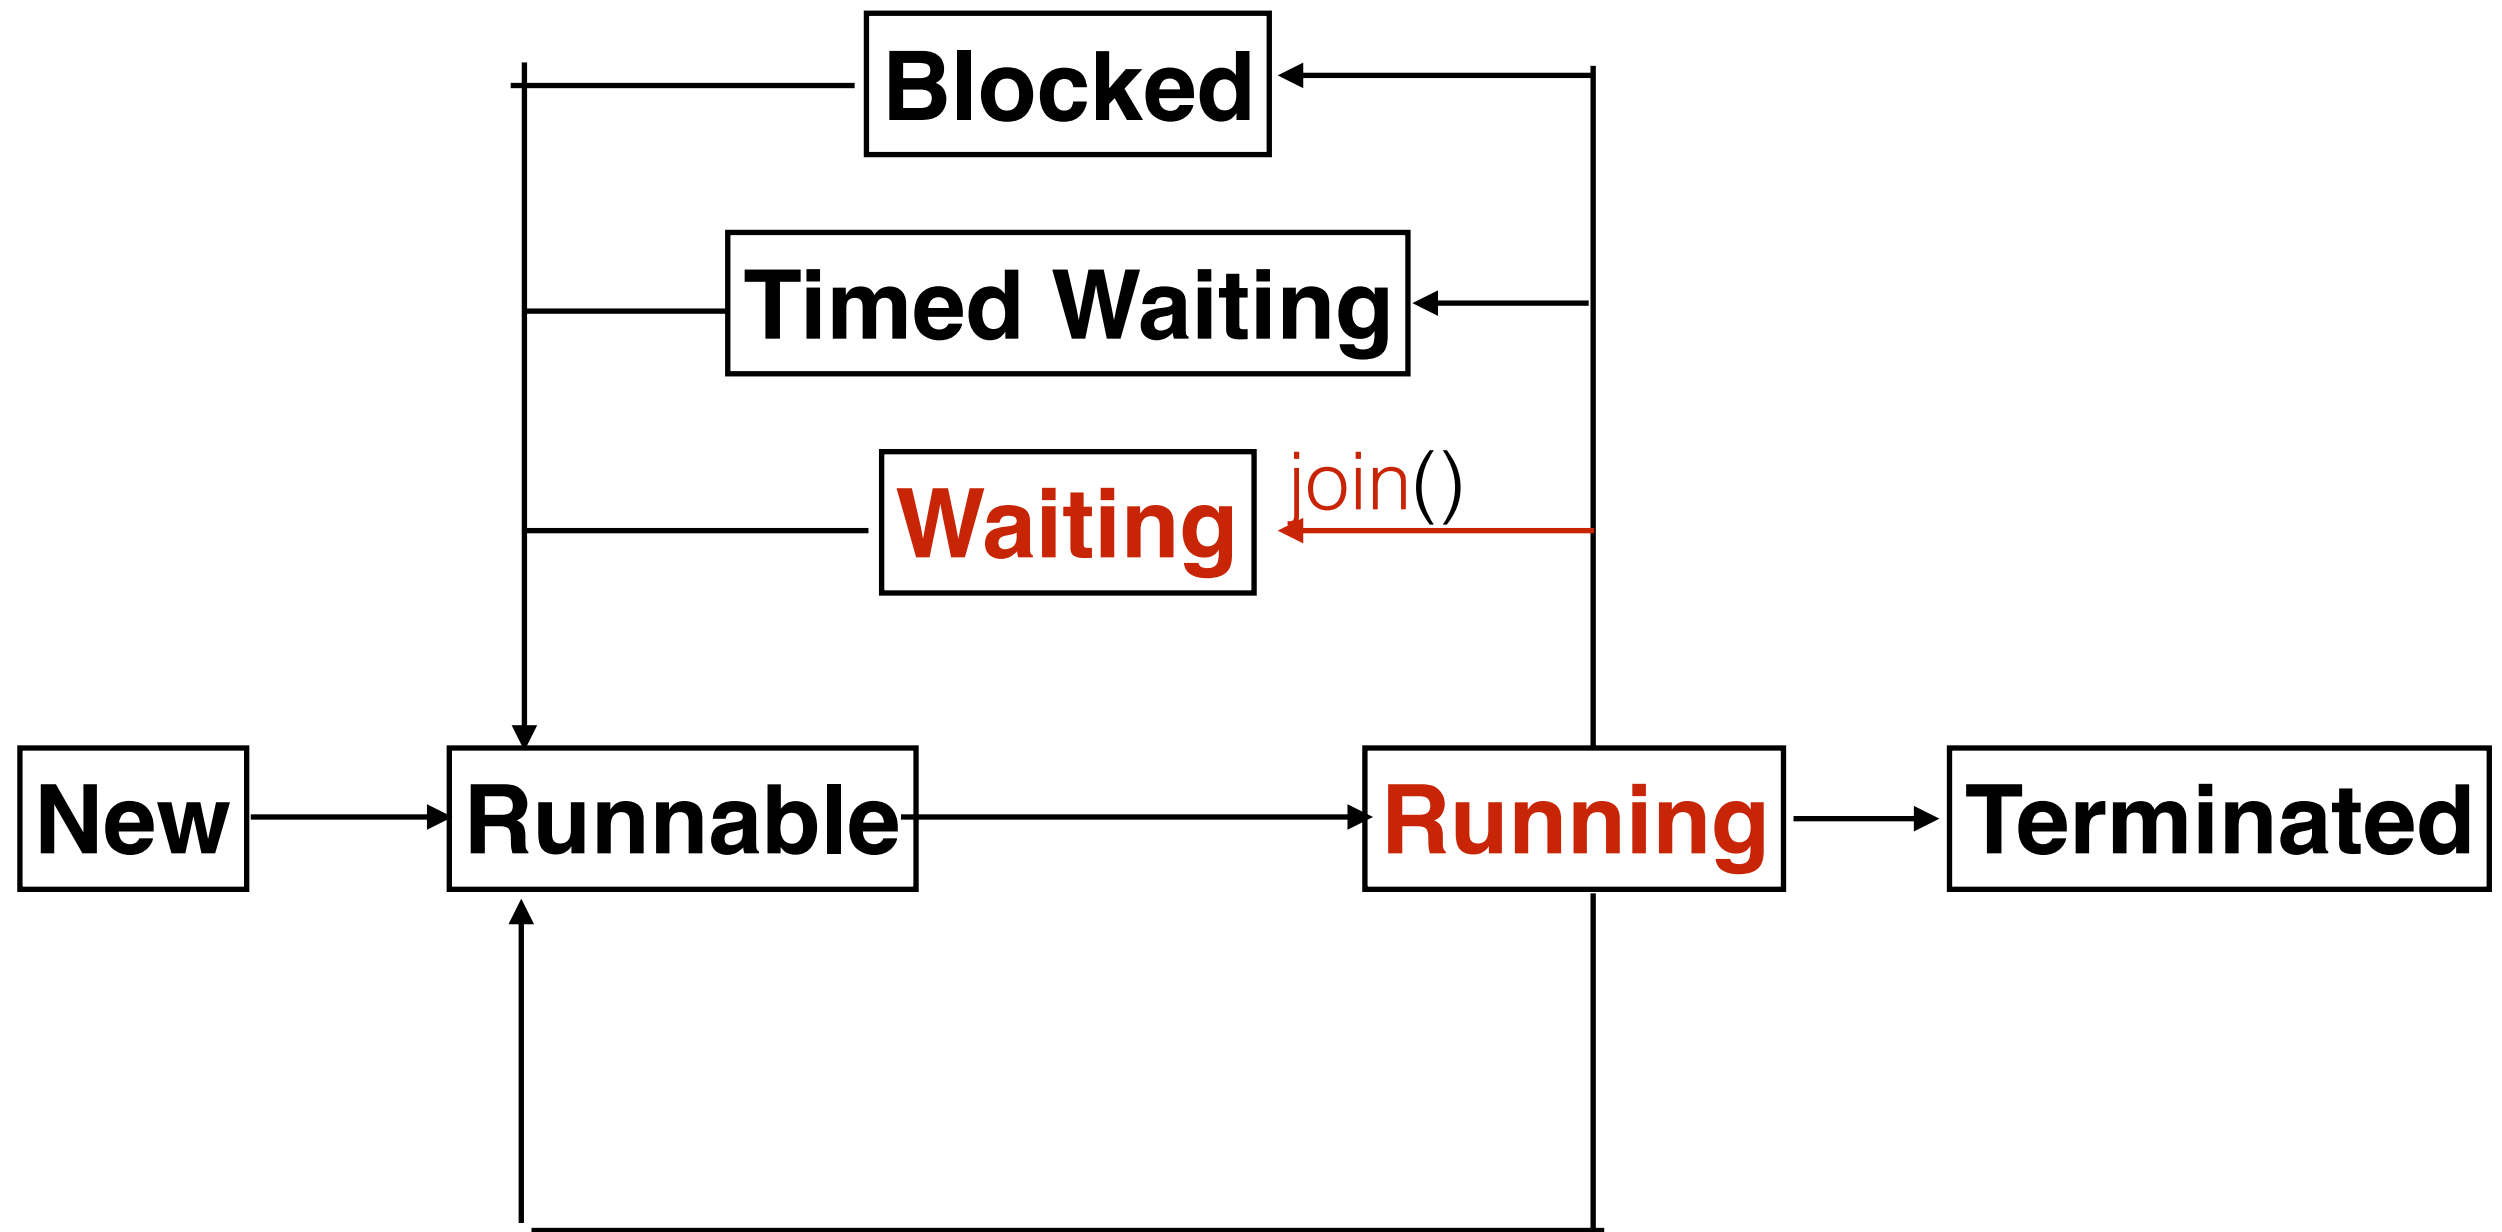 Blocked
Timed Waiting
join()
Waiting
New
Runnable
Running
Terminated